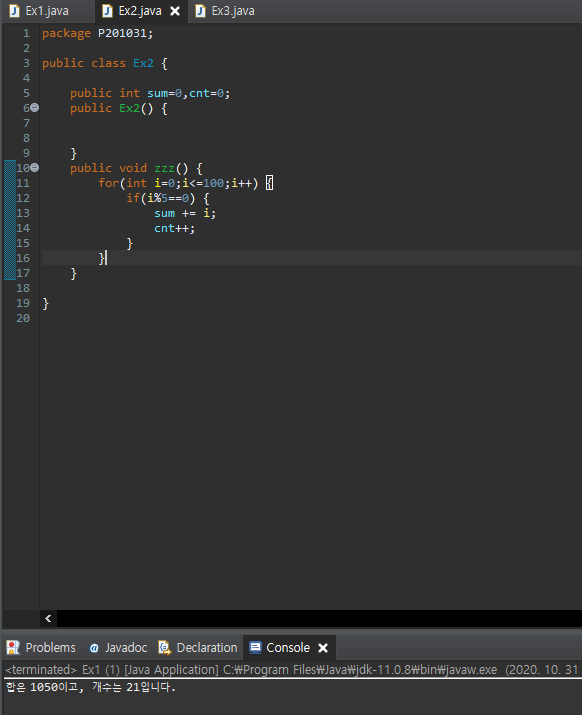 Ex1.java Ex2.java Ex3.java
1 package P201031;
2
3 public class Ex2 {
4
5 public int sum=0,cnt=0;
6 public Ex2() {
7
8
9 }
10 public void zzz() {
11 for(int i=0;i<=100;i++) {
12 if(i%5==0) {
13 sum += i;
14 cnt++;
15 }
16 }
17 }
18
19 }
20
Problems Javadoc Declaration Console
<terminated> Ex1 (1) [Java Application] C:₩Program Files₩Java₩jdk-11.0.8₩bin₩javaw.exe (2020. 10. 31
합은 1050이고, 개수는 21입니다.